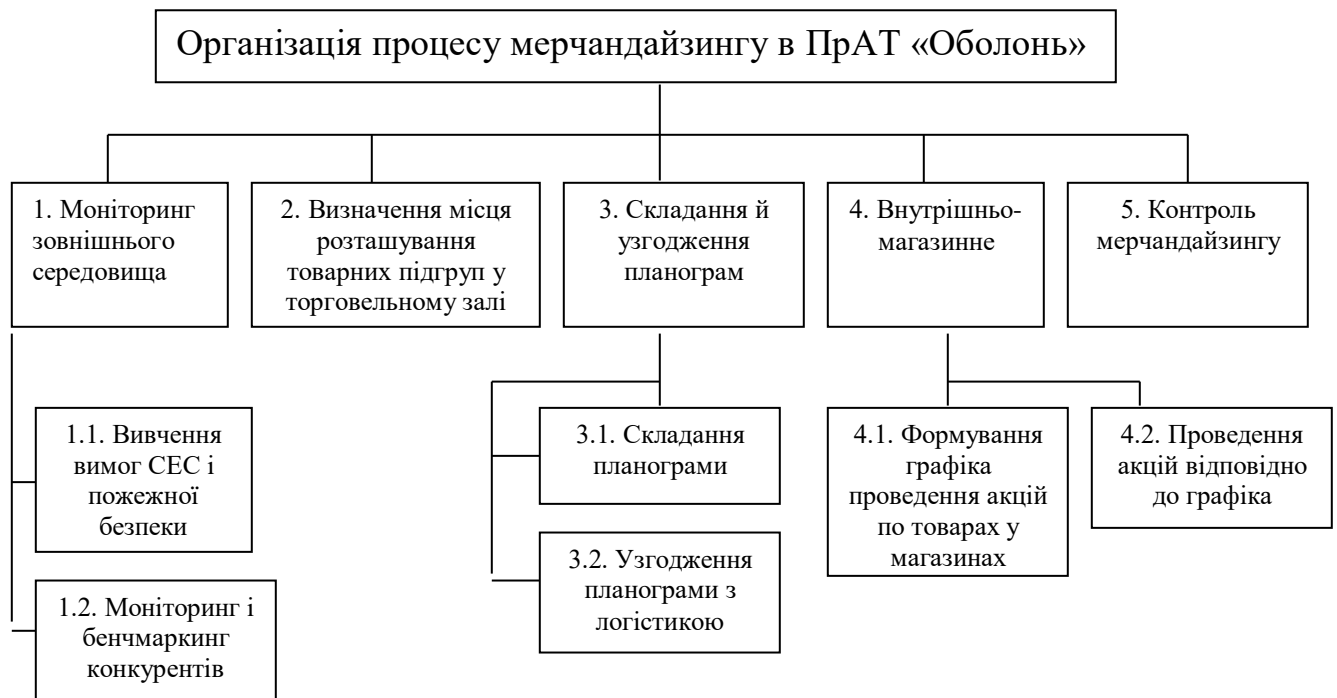 Організація процесу мерчандайзингу в ПрАТ «Оболонь»
1. Моніторинг
зовнішнього
середовища
2. Визначення місця
розташування
товарних підгруп у
торговельному залі
3. Складання й
узгодження
планограм
4. Внутрішньо-
магазинне
5. Контроль
мерчандайзингу
1.1. Вивчення
вимог СЕС і
пожежної
безпеки
1.2. Моніторинг і
бенчмаркинг
конкурентів
3.1. Складання
планограми
3.2. Узгодження
планограми з
логістикою
4.1. Формування
графіка
проведення акцій
по товарах у
магазинах
4.2. Проведення
акцій відповідно
до графіка